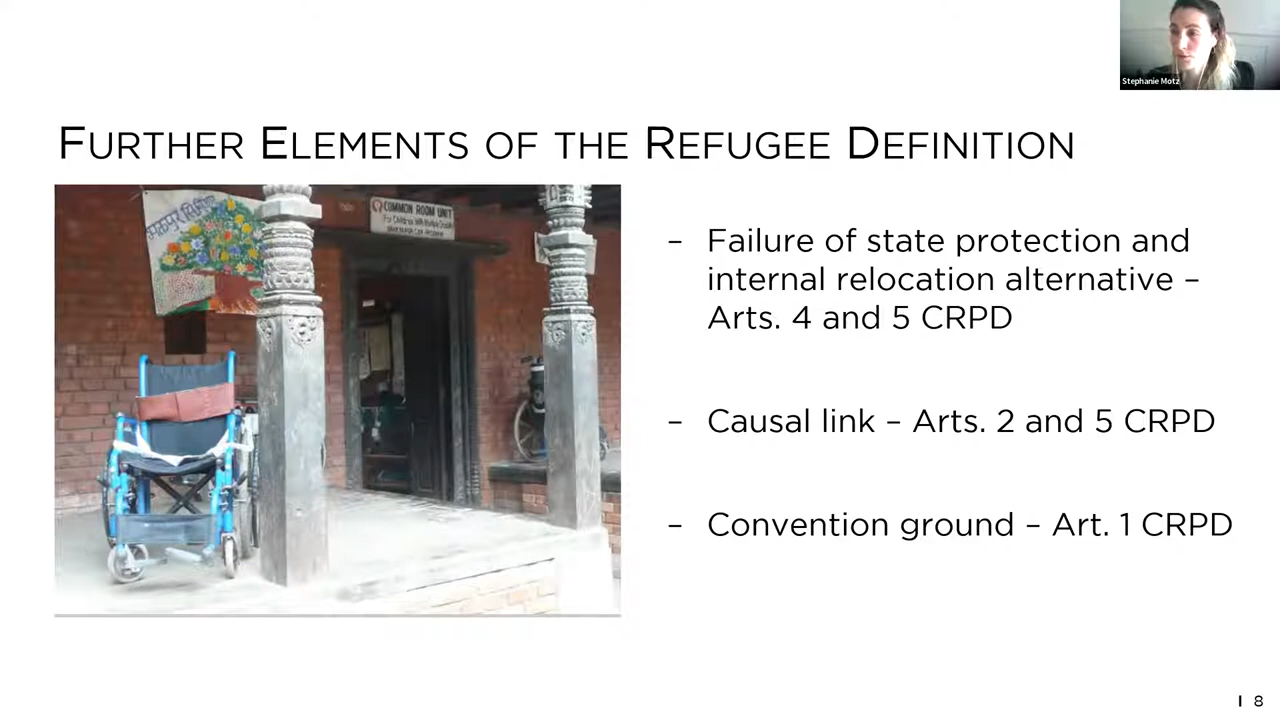 Stephanie Motz
FURTHER ELEMENTS OF THE REFUGEE DEFINITION
COMMON ROOM UNIT
– Failure of state protection and
internal relocation alternative –
Arts. 4 and 5 CRPD
– Causal link – Arts. 2 and 5 CRPD
– Convention ground – Art. 1 CRPD
I 8